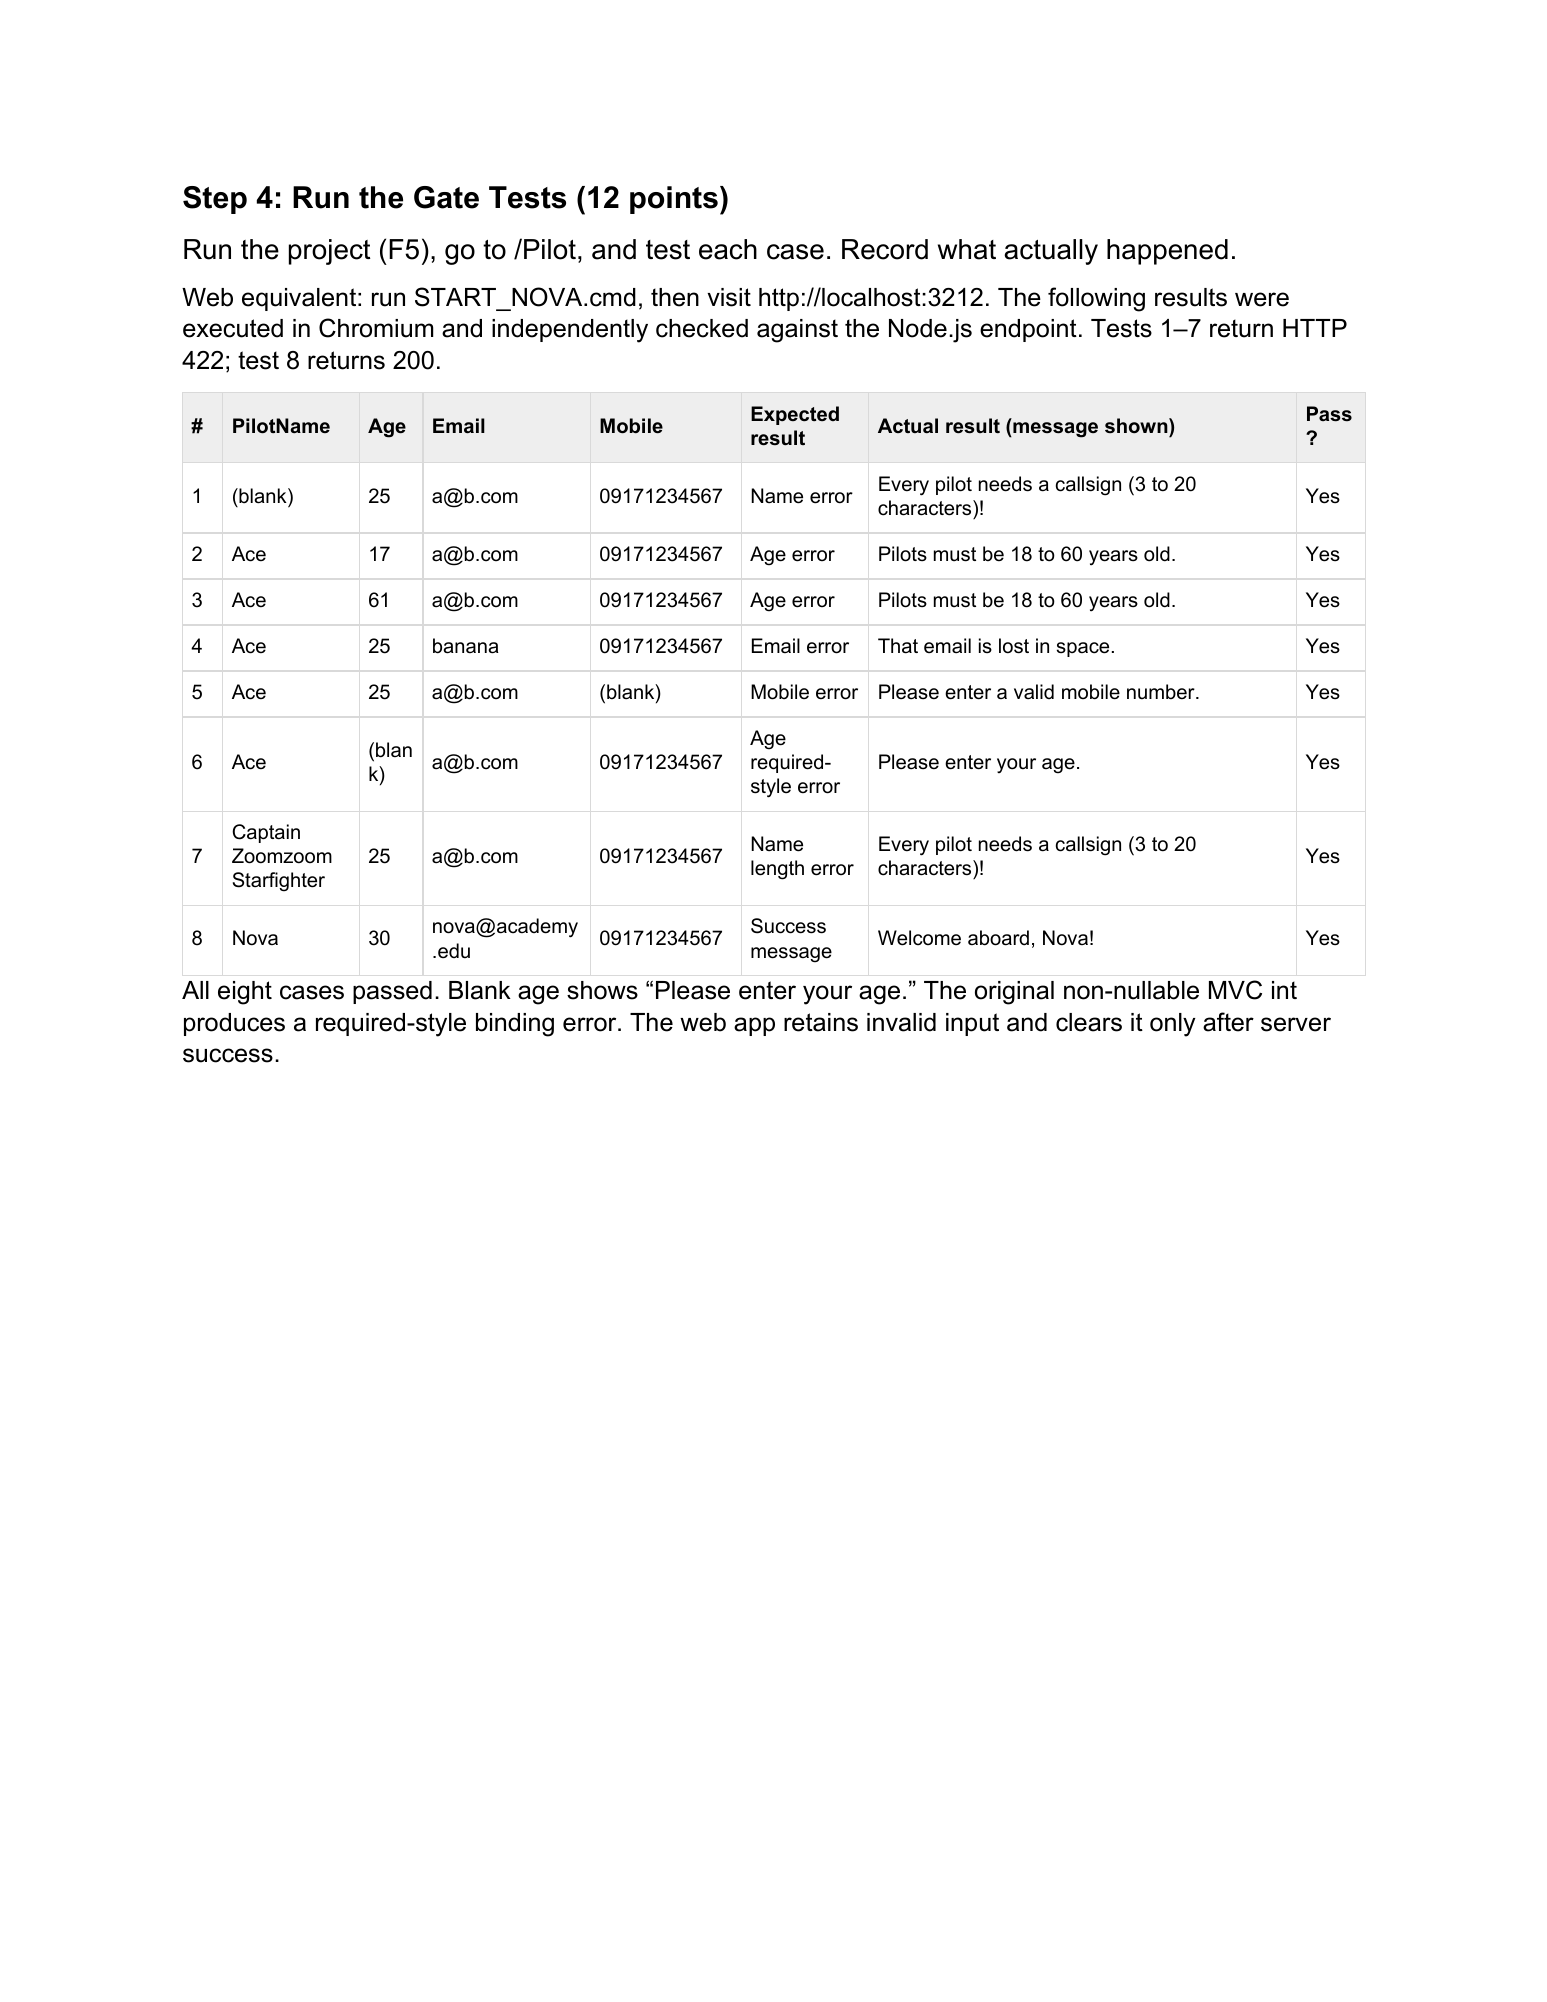 Step 4: Run the Gate Tests (12 points)
Run the project (F5), go to /Pilot, and test each case. Record what actually happened.
Web equivalent: run START_NOVA.cmd, then visit http://localhost:3212. The following results were
executed in Chromium and independently checked against the Node.js endpoint. Tests 1–7 return HTTP
422; test 8 returns 200.
# PilotName Age Email Mobile Expected result Actual result (message shown) Pass ?
1 (blank) 25 a@b.com 09171234567 Name error Every pilot needs a callsign (3 to 20 characters)! Yes
2 Ace 17 a@b.com 09171234567 Age error Pilots must be 18 to 60 years old. Yes
3 Ace 61 a@b.com 09171234567 Age error Pilots must be 18 to 60 years old. Yes
4 Ace 25 banana 09171234567 Email error That email is lost in space. Yes
5 Ace 25 a@b.com (blank) Mobile error Please enter a valid mobile number. Yes
6 Ace (blan k) a@b.com 09171234567 Age required- style error Please enter your age. Yes
7 Captain Zoomzoom Starfighter 25 a@b.com 09171234567 Name length error Every pilot needs a callsign (3 to 20 characters)! Yes
8 Nova 30 nova@academy .edu 09171234567 Success message Welcome aboard, Nova! Yes
All eight cases passed. Blank age shows “Please enter your age.” The original non-nullable MVC int
produces a required-style binding error. The web app retains invalid input and clears it only after server
success.